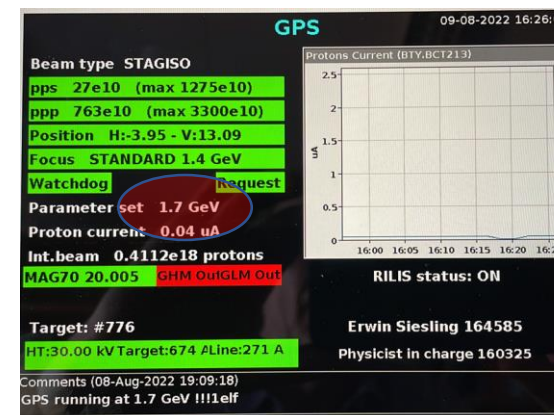 GPS
09-08-2022 16:26:
Beam type STAGISO
pps 27e10 (max 1275e10)
ppp 763e10 (max 3300e10)
Position H:-3.95 - V:13.09
Focus STANDARD 1.4 GeV
Watchdog Request
Parameter set 1.7 GeV
Proton current 0.04 uA
Int.beam 0.4112e18 protons
MAG70 20.005 GHM Out GLM Out
Protons Current (BTY.BCT213)
2.5
2
1.5
1
0.5
0
uA
16:00 16:05 16:10 16:15 16:20 16:2
RILIS status: ON
Target: #776
HT:30.00 kV Target:674 A Line:271 A
Erwin Siesling 164585
Physicist in charge 160325
Comments (08-Aug-2022 19:09:18)
GPS running at 1.7 GeV !!!1elf